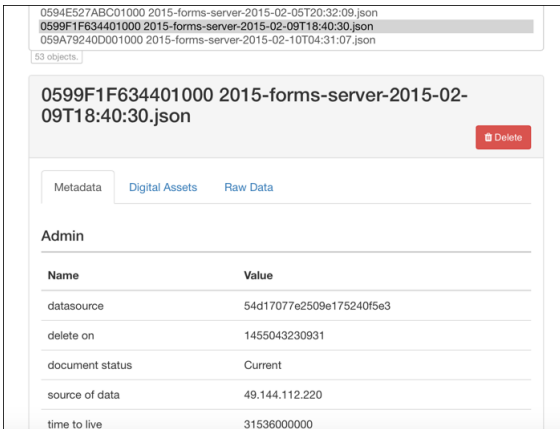 0594E527ABC01000 2015-forms-server-2015-02-05T20:32:09.json
0599F1F634401000 2015-forms-server-2015-02-09T18:40:30.json
059A79240D001000 2015-forms-server-2015-02-10T04:31:07.json
53 objects.
0599F1F634401000 2015-forms-server-2015-02-
09T18:40:30.json
Delete
Metadata Digital Assets Raw Data
Admin
Name Value
datasource 54d17077e2509e175240f5e3
delete on 1455043230931
document status Current
source of data 49.144.112.220
time to live 31536000000